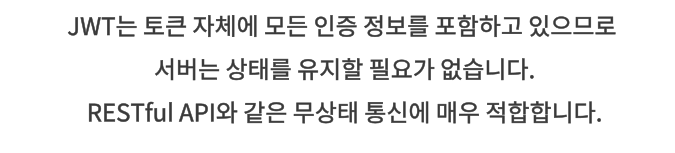 JWT는 토큰 자체에 모든 인증 정보를 포함하고 있으므로
서버는 상태를 유지할 필요가 없습니다.
RESTful API와 같은 무상태 통신에 매우 적합합니다.